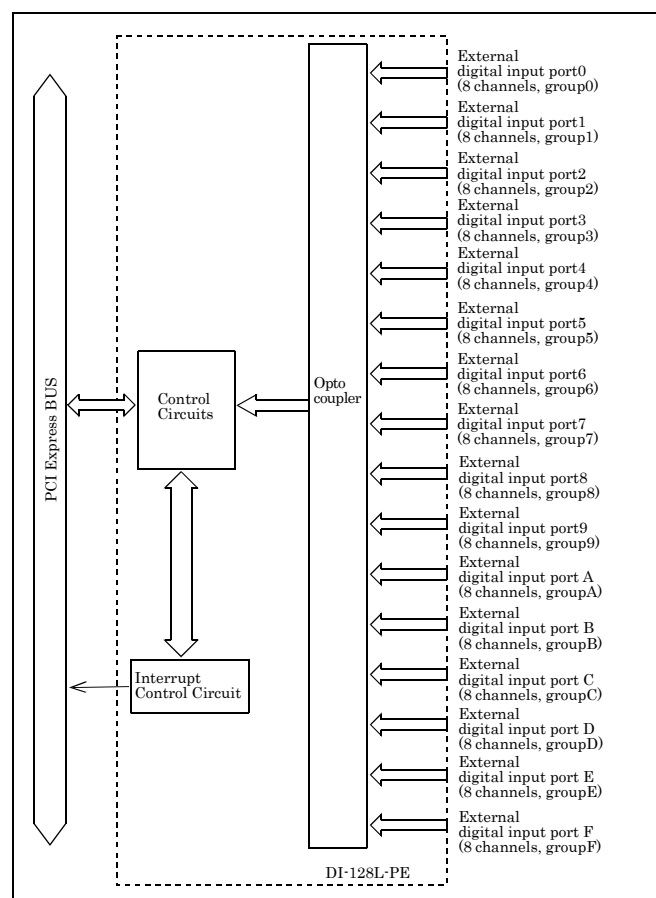 External
digital input port0
(8 channels, group0)
External
digital input port1
(8 channels, group1)
External
digital input port2
(8 channels, group2)
External
digital input port3
(8 channels, group3)
External
digital input port4
(8 channels, group4)
External
digital input port5
(8 channels, group5)
External
digital input port6
(8 channels, group6)
External
digital input port7
(8 channels, group7)
External
digital input port8
(8 channels, group8)
External
digital input port9
(8 channels, group9)
External
digital input port A
(8 channels, groupA)
External
digital input port B
(8 channels, groupB)
External
digital input port C
(8 channels, groupC)
External
digital input port D
(8 channels, groupD)
External
digital input port E
(8 channels, groupE)
External
digital input port F
(8 channels, groupF)
PCI Express BUS
Control
Circuits
Opto
coupler
Interrupt
Control Circuit
DI-128L-PE